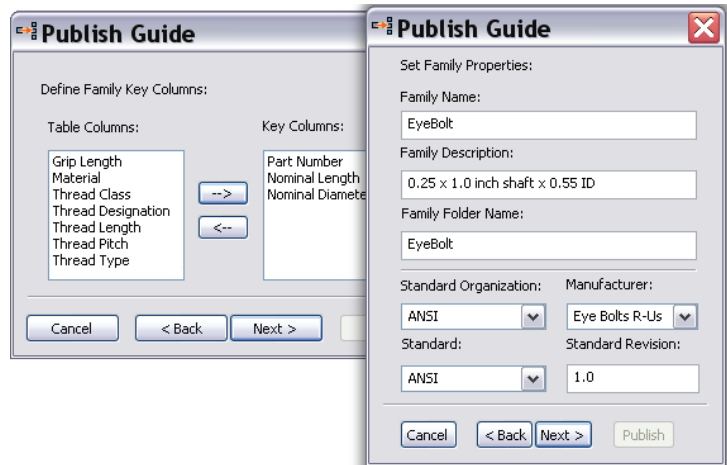 Publish Guide
Define Family Key Columns:
Table Columns:
Key Columns:
Grip Length
Material
Thread Class
Thread Designation
Thread Length
Thread Pitch
Thread Type
-->
<--
Part Number
Nominal Length
Nominal Diamete
Cancel
< Back
Next >
Publish Guide
Set Family Properties:
Family Name:
EyeBolt
Family Description:
0.25 x 1.0 inch shaft x 0.55 ID
Family Folder Name:
EyeBolt
Standard Organization:
Manufacturer:
ANSI
Eye Bolts R-Us
Standard:
Standard Revision:
ANSI
1.0
Cancel
< Back
Next >
Publish